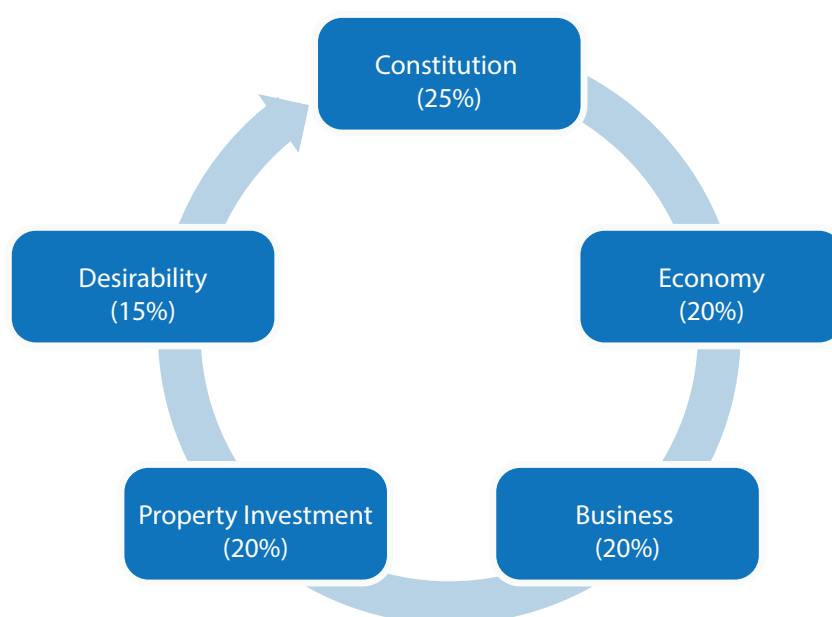 Constitution
(25%)
Economy
(20%)
Business
(20%)
Property Investment
(20%)
Desirability
(15%)